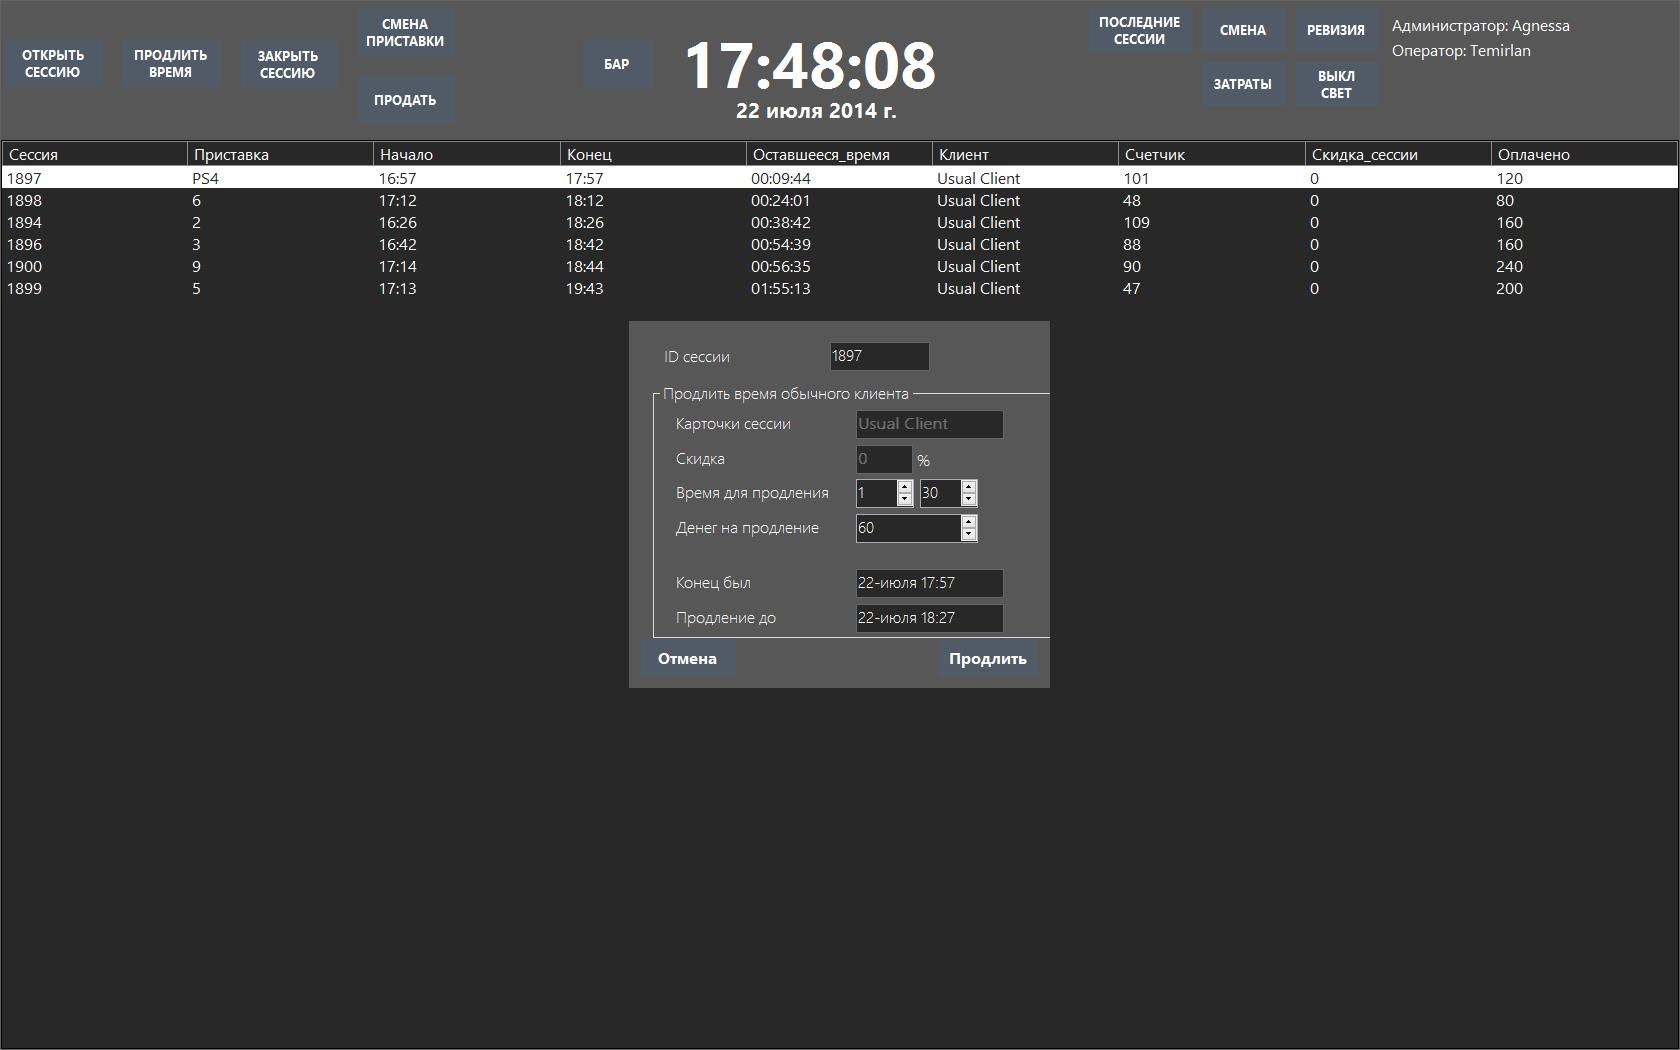 ОТКРЫТЬ
СЕССИЮ
ПРОДЛИТЬ
ВРЕМЯ
ЗАКРЫТЬ
СЕССИЮ
СМЕНА
ПРИСТАВКИ
ПРОДАТЬ
БАР
17:48:08
22 июля 2014 г.
ПОСЛЕДНИЕ
СЕССИИ
СМЕНА
РЕВИЗИЯ
ЗАТРАТЫ
ВЫКЛ
СВЕТ
Администратор: Agnessa
Оператор: Temirlan
Сессия Приставка Начало Конец Оставшееся_время Клиент Счетчик Скидка_сессии Оплачено
1897 PS4 16:57 17:57 00:09:44 Usual Client 101 0 120
1898 6 17:12 18:12 00:24:01 Usual Client 48 0 80
1894 2 16:26 18:26 00:38:42 Usual Client 109 0 160
1896 3 16:42 18:42 00:54:39 Usual Client 88 0 160
1900 9 17:14 18:44 00:56:35 Usual Client 90 0 240
1899 5 17:13 19:43 01:55:13 Usual Client 47 0 200
ID сессии 1897
Продлить время обычного клиента
Карточки сессии Usual Client
Скидка 0 %
Время для продления 1 30
Денег на продление 60
Конец был 22-июля 17:57
Продление до 22-июля 18:27
Отмена Продлить